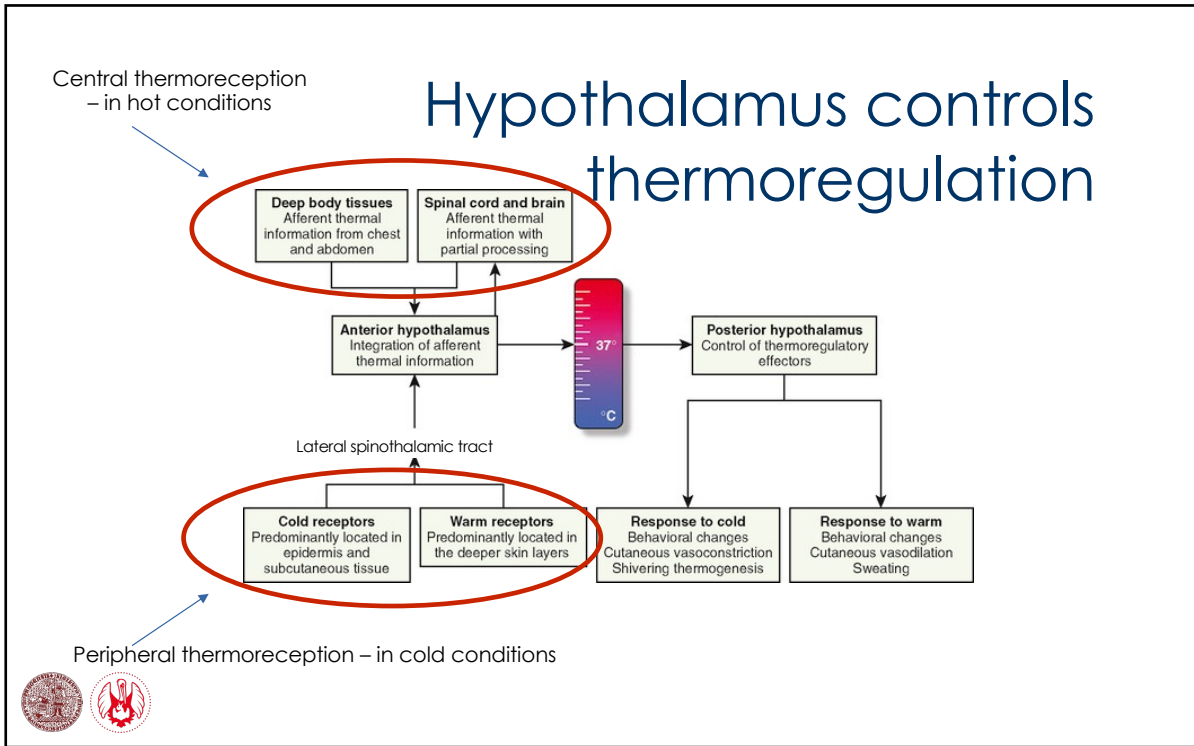 Central thermoreception
– in hot conditions
Hypothalamus controls
thermoregulation
Deep body tissues
Afferent thermal
information from chest
and abdomen
Spinal cord and brain
Afferent thermal
information with
partial processing
Anterior hypothalamus
Integration of afferent
thermal information
37°
°C
Posterior hypothalamus
Control of thermoregulatory
effectors
Lateral spinothalamic tract
Cold receptors
Predominantly located in
epidermis and
subcutaneous tissue
Warm receptors
Predominantly located in
the deeper skin layers
Response to cold
Behavioral changes
Cutaneous vasoconstriction
Shivering thermogenesis
Response to warm
Behavioral changes
Cutaneous vasodilation
Sweating
Peripheral thermoreception – in cold conditions